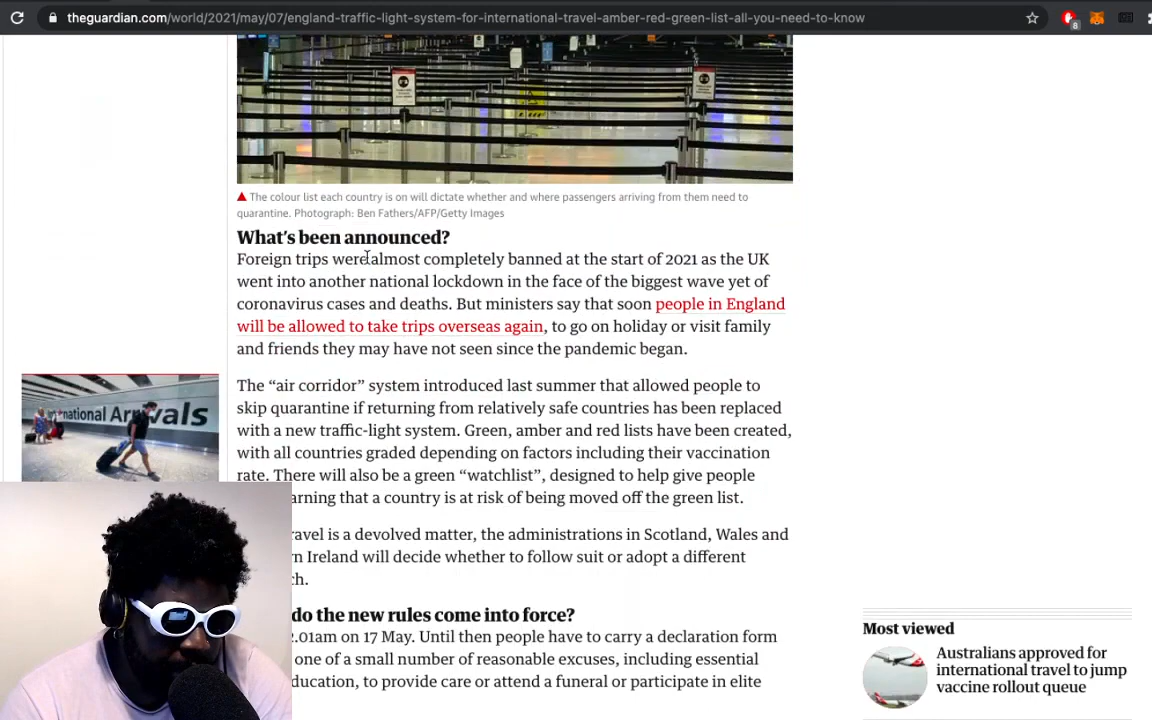 theguardian.com/world/2021/may/07/england-traffic-light-system-for-international-travel-amber-red-green-list-all-you-need-to-know
8
The colour list each country is on will dictate whether and where passengers arriving from them need to
quarantine. Photograph: Ben Fathers/AFP/Getty Images
What's been announced?
Foreign trips were almost completely banned at the start of 2021 as the UK
went into another national lockdown in the face of the biggest wave yet of
coronavirus cases and deaths. But ministers say that soon people in England
will be allowed to take trips overseas again, to go on holiday or visit family
and friends they may have not seen since the pandemic began.
The “air corridor” system introduced last summer that allowed people to
skip quarantine if returning from relatively safe countries has been replaced
with a new traffic-light system. Green, amber and red lists have been created,
with all countries graded depending on factors including their vaccination
rate. There will also be a green “watchlist”, designed to help give people
arning that a country is at risk of being moved off the green list.
ravel is a devolved matter, the administrations in Scotland, Wales and
n Ireland will decide whether to follow suit or adopt a different
ch.
do the new rules come into force?
.01am on 17 May. Until then people have to carry a declaration form
one of a small number of reasonable excuses, including essential
ducation, to provide care or attend a funeral or participate in elite
national Arrivals
Most viewed
Australians approved for
international travel to jump
vaccine rollout queue